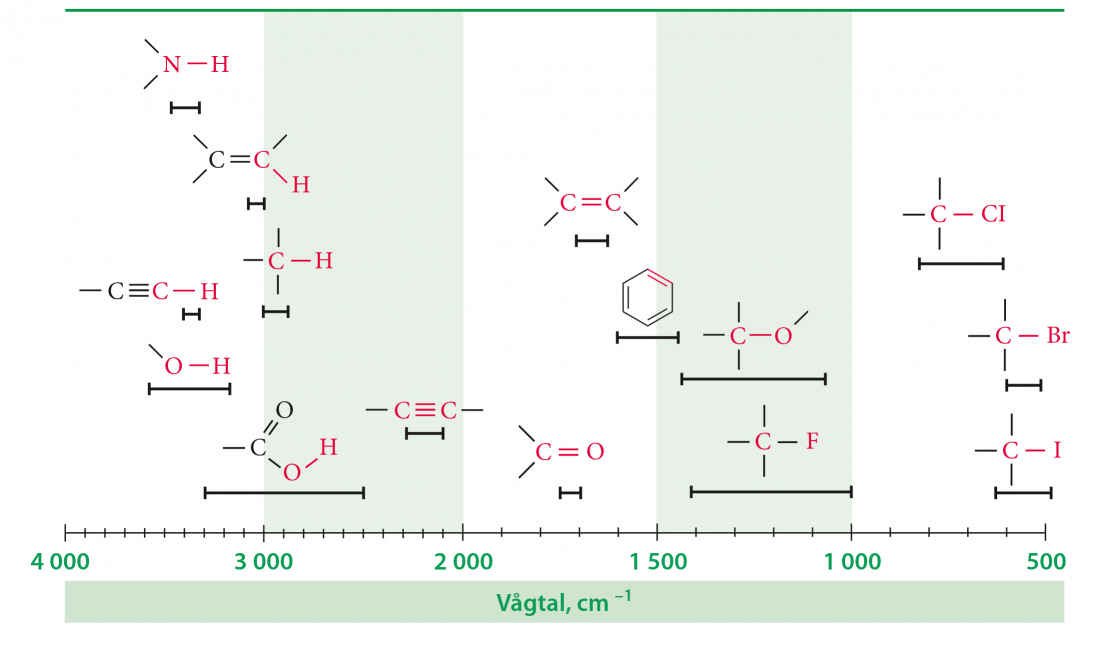 N—H
C=C
H
C—H
—C≡C—H
O—H
O
C
O
H
—C≡C—
C=C
C=O
C—O
C—F
C—Cl
C—Br
C—I
4 000 3 000 2 000 1 500 1 000 500
Vågtal, cm ⁻¹